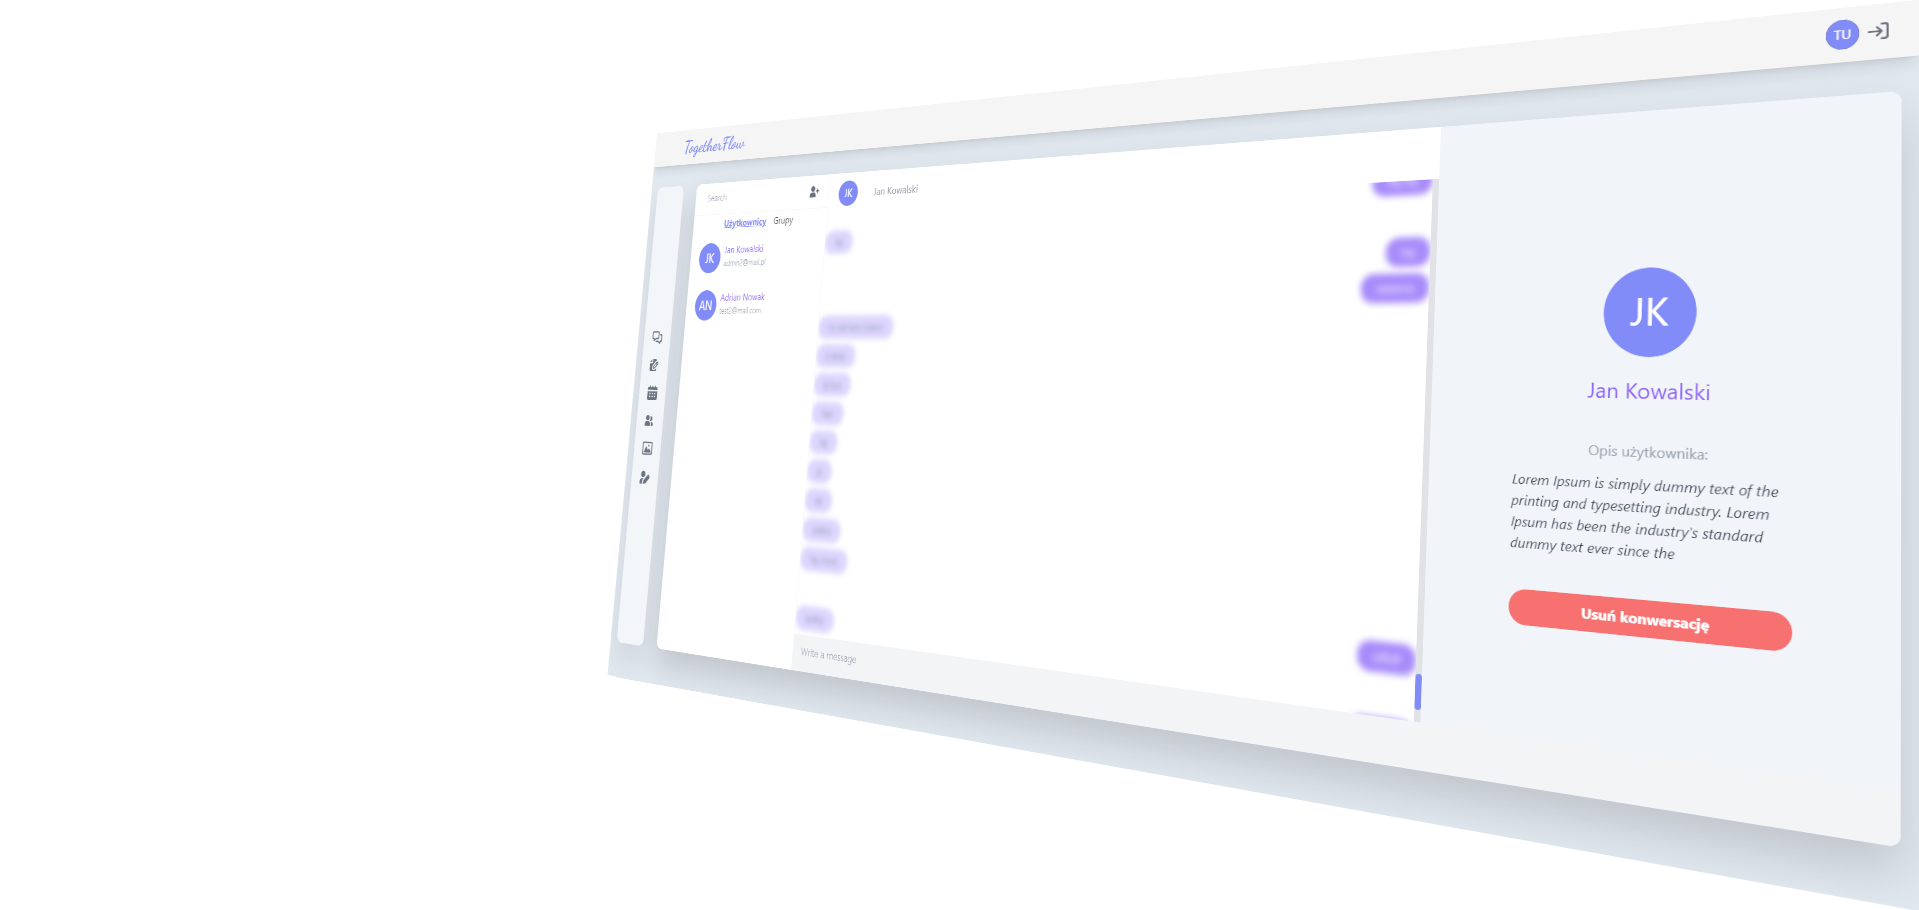 TU
TogetherFlow
Search
Użytkownicy Grupy
JK
Jan Kowalski
admin2@mail.pl
AN
Adrian Nowak
test2@mail.com
JK
Jan Kowalski
Write a message
JK
Jan Kowalski
Opis użytkownika:
Lorem Ipsum is simply dummy text of the
printing and typesetting industry. Lorem
Ipsum has been the industry's standard
dummy text ever since the
Usuń konwersację